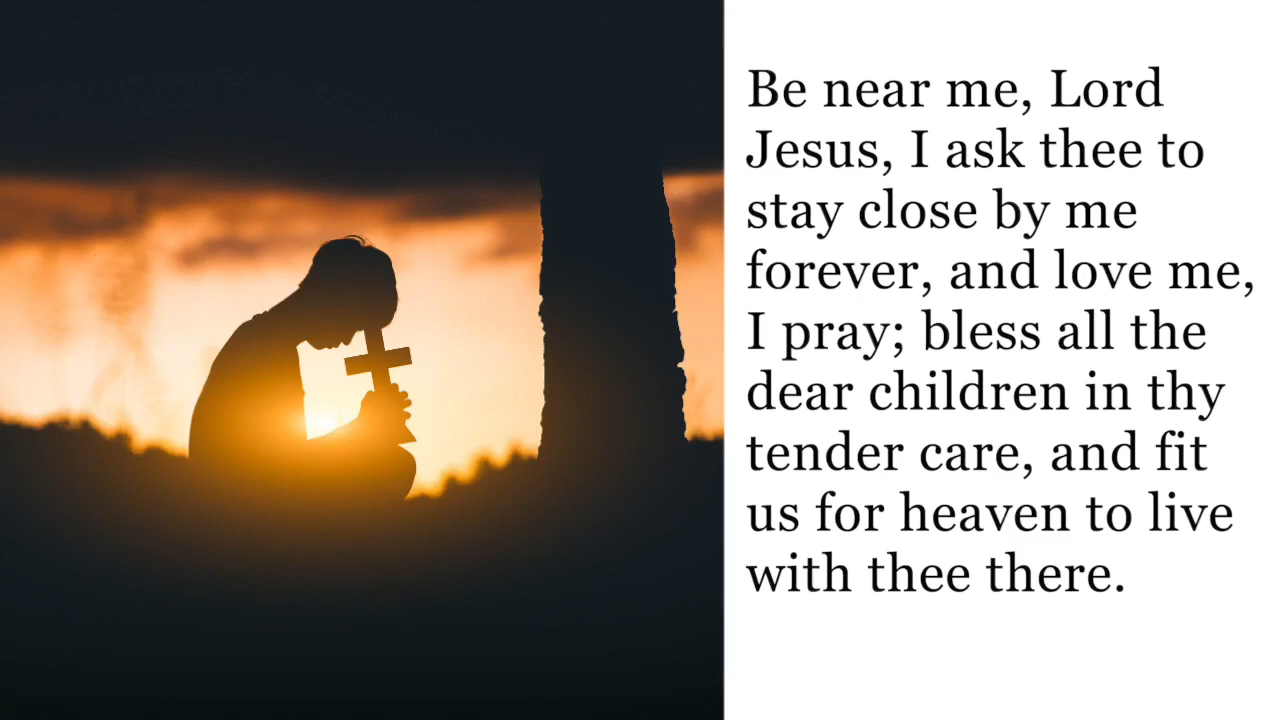 Be near me, Lord
Jesus, I ask thee to
stay close by me
forever, and love me,
I pray; bless all the
dear children in thy
tender care, and fit
us for heaven to live
with thee there.